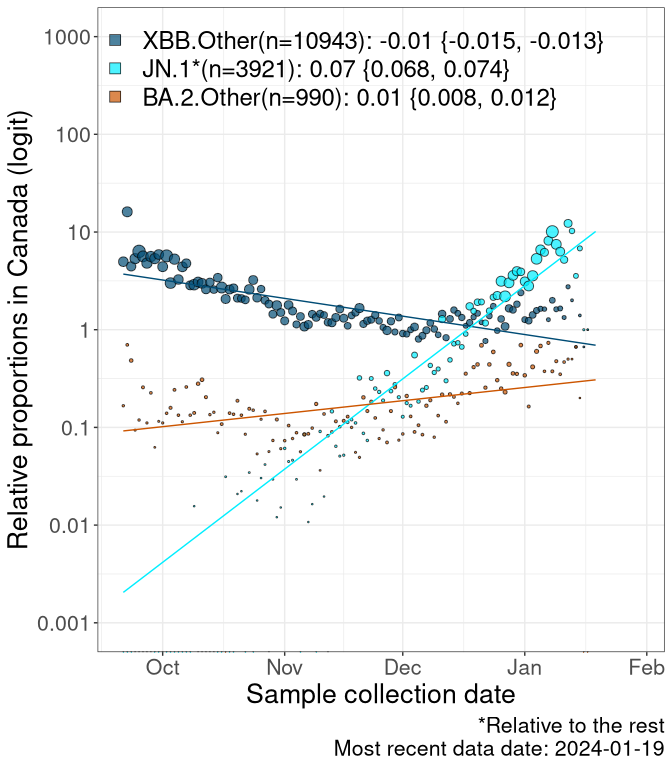 XBB.Other(n=10943): -0.01 {-0.015, -0.013}
JN.1*(n=3921): 0.07 {0.068, 0.074}
BA.2.Other(n=990): 0.01 {0.008, 0.012}
Relative proportions in Canada (logit)
1000
100
10
1
0.1
0.01
0.001
Oct Nov Dec Jan Feb
Sample collection date
*Relative to the rest
Most recent data date: 2024-01-19